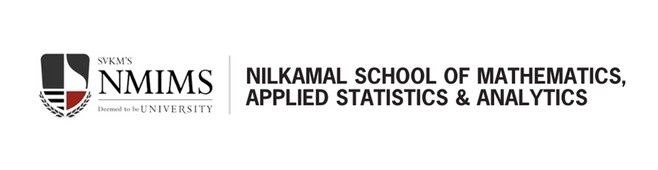 SVKM'S
NMIMS
Deemed to be UNIVERSITY
NILKAMAL SCHOOL OF MATHEMATICS,
APPLIED STATISTICS & ANALYTICS